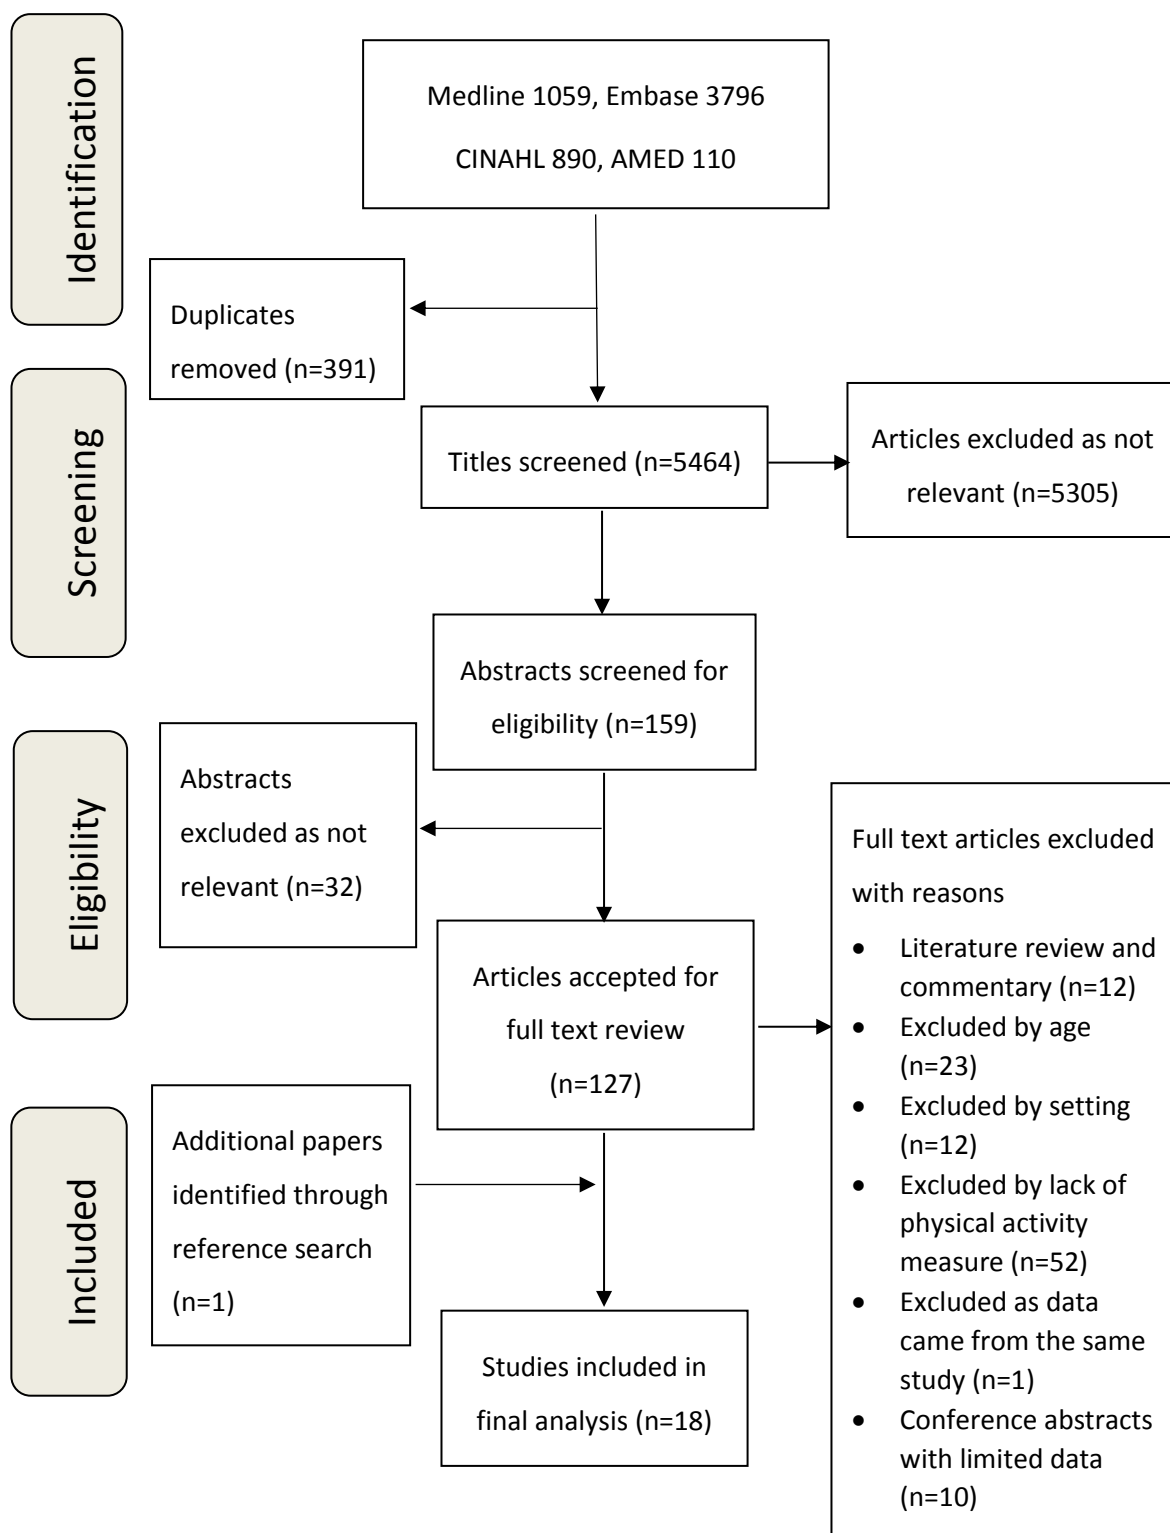 Identification
Medline 1059, Embase 3796
CINAHL 890, AMED 110
Duplicates
removed (n=391)
Screening
Titles screened (n=5464)
Articles excluded as not
relevant (n=5305)
Abstracts screened for
eligibility (n=159)
Eligibility
Abstracts
excluded as not
relevant (n=32)
Articles accepted for
full text review
(n=127)
Full text articles excluded
with reasons
• Literature review and
commentary (n=12)
• Excluded by age
(n=23)
• Excluded by setting
(n=12)
• Excluded by lack of
physical activity
measure (n=52)
• Excluded as data
came from the same
study (n=1)
• Conference abstracts
with limited data
(n=10)
Included
Additional papers
identified through
reference search
(n=1)
Studies included in
final analysis (n=18)